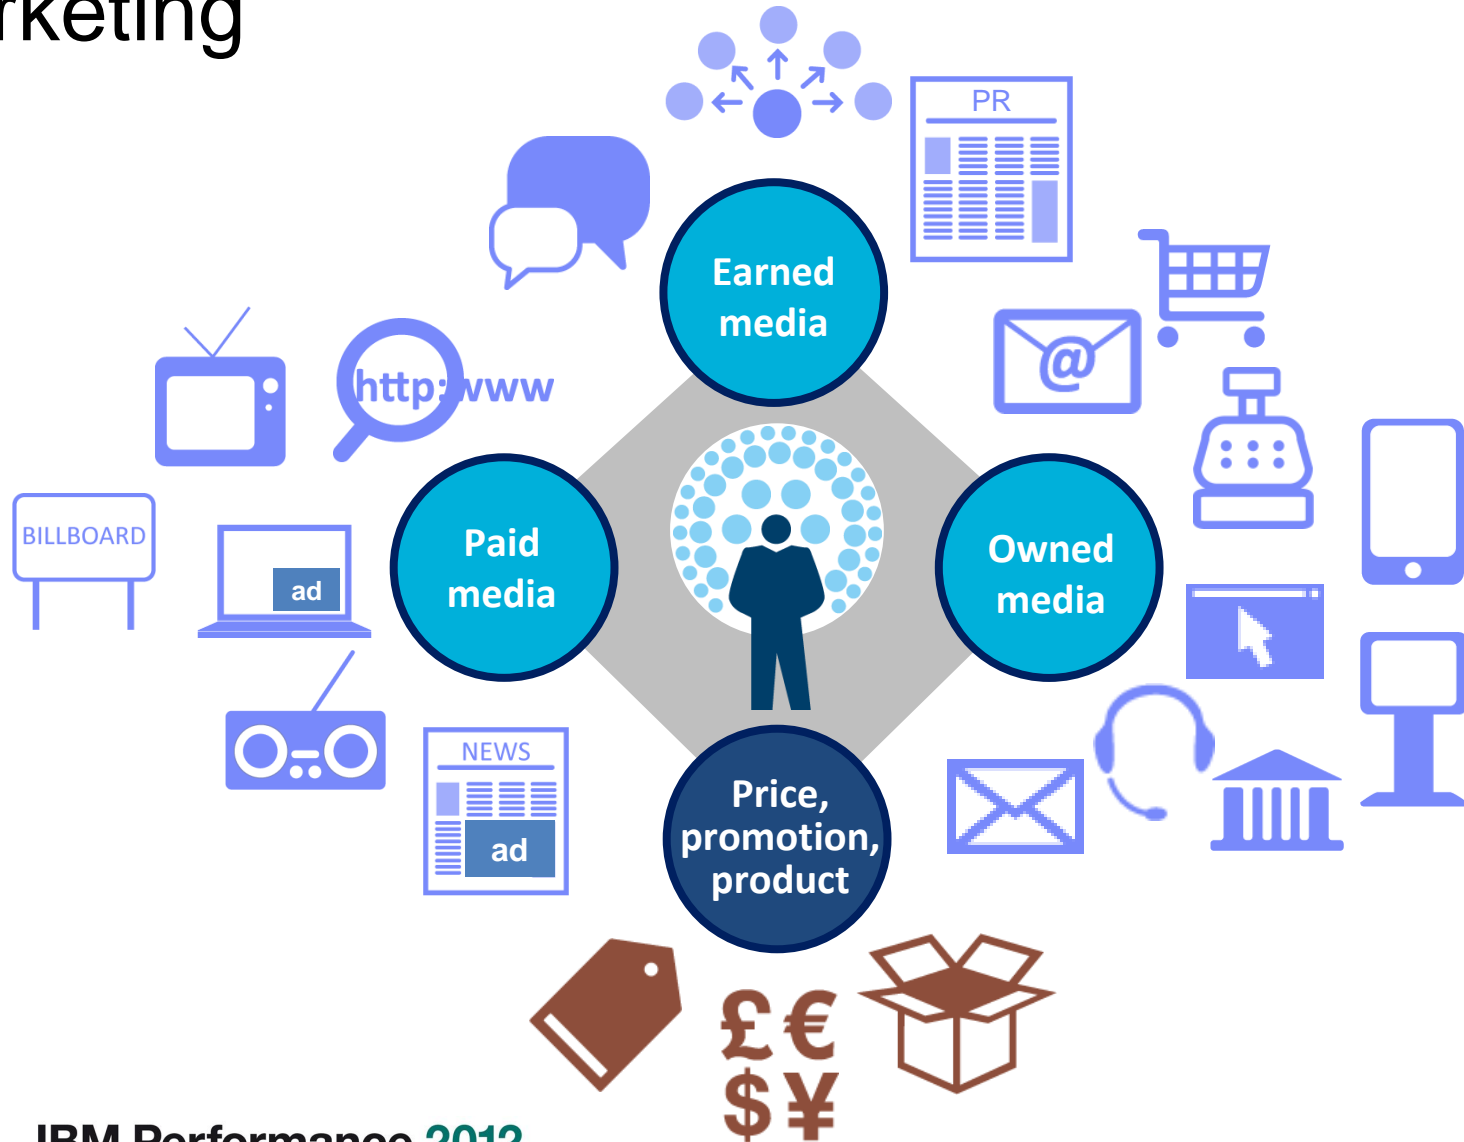 rketing
PR
Earned
media
@
http:www
BILLBOARD
ad
Paid
media
Owned
media
NEWS
ad
Price,
promotion,
product
£ €
$ ¥
IBM Performance 2012